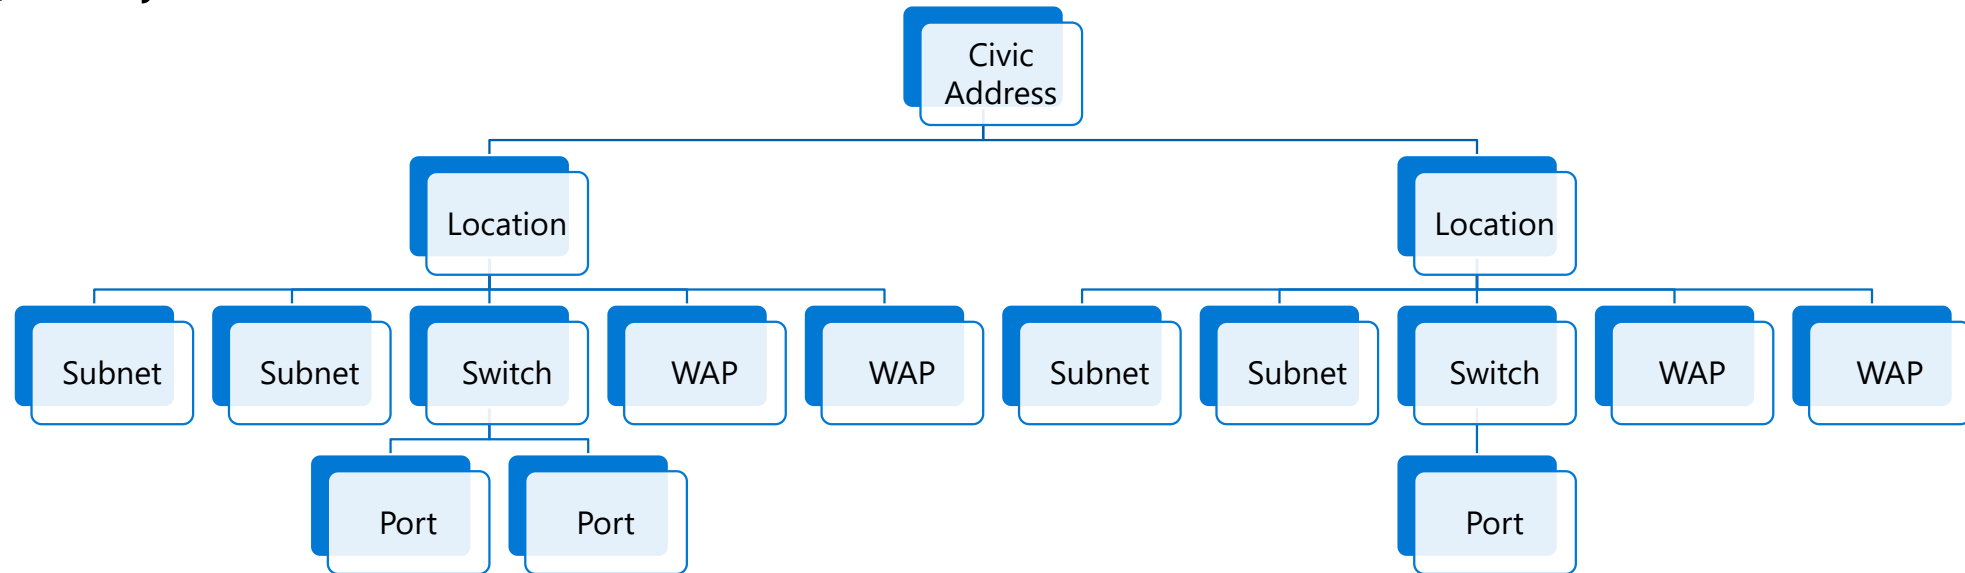 Civic
Address
Location
Location
Subnet
Subnet
Switch
WAP
WAP
Subnet
Subnet
Switch
WAP
WAP
Port
Port
Port